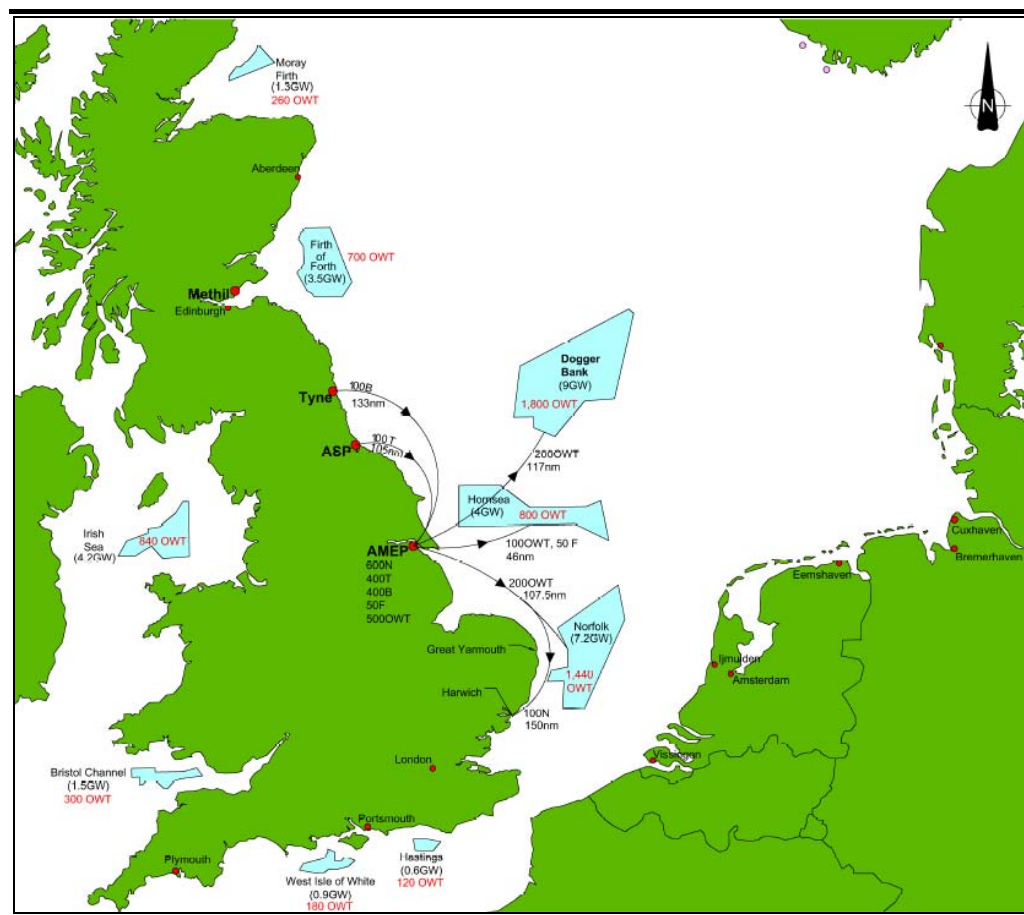 N
Moray
Firth
(1.3GW)
260 OWT
Aberdeen
Firth
of
Forth
(3.5GW)
700 OWT
Methil
Edinburgh
Dogger
Bank
(9GW)
1,800 OWT
Tyne
100B
133nm
ASP
100T
105nm
200OWT
117nm
Hornsea
(4GW)
800 OWT
Irish
Sea
(4.2GW)
840 OWT
AMEP
600N
400T
400B
50F
500OWT
100OWT, 50 F
46nm
Cuxhaven
Bremerhaven
Eemshaven
200OWT
107.5nm
Norfolk
(7.2GW)
1,440
OWT
Great Yarmouth
Ijmuiden
Amsterdam
Harwich
100N
150nm
Vlssingen
London
Bristol Channel
(1.5GW)
300 OWT
Portsmouth
Plymouth
Hastings
(0.6GW)
120 OWT
West Isle of White
(0.9GW)
180 OWT